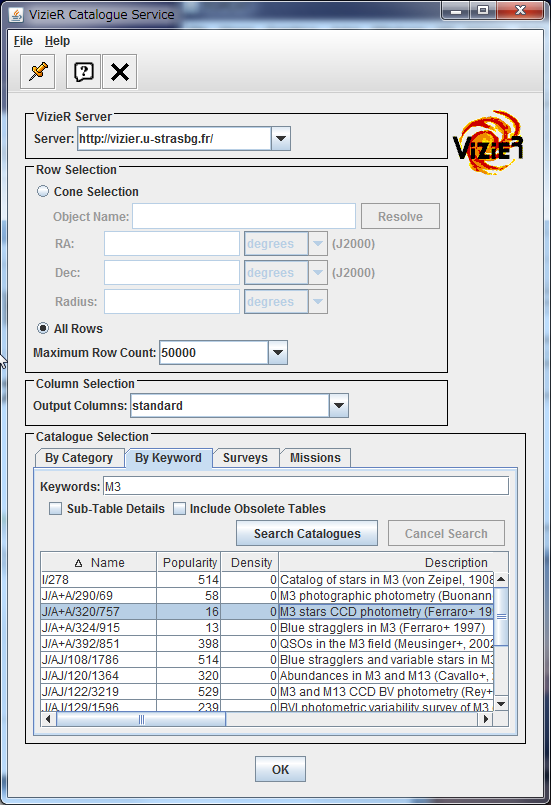 VizieR Catalogue Service
File Help
VizieR Server
Server: http://vizier.u-strasbg.fr/
VizieR
Row Selection
Cone Selection
Object Name: Resolve
RA: degrees (J2000)
Dec: degrees (J2000)
Radius: degrees
All Rows
Maximum Row Count: 50000
Column Selection
Output Columns: standard
Catalogue Selection
By Category By Keyword Surveys Missions
Keywords: M3
Sub-Table Details Include Obsolete Tables
Search Catalogues Cancel Search
Name Popularity Density Description
I/278 514 0 Catalog of stars in M3 (von Zeipel, 1908
J/A+A/290/69 58 0 M3 photographic photometry (Buonann
J/A+A/320/757 16 0 M3 stars CCD photometry (Ferraro+ 19
J/A+A/324/915 13 0 Blue stragglers in M3 (Ferraro+ 1997)
J/A+A/392/851 398 0 QSOs in the M3 field (Meusinger+, 2002
J/AJ/108/1786 514 0 Blue stragglers and variable stars in M3
J/AJ/120/1364 320 0 Abundances in M3 and M13 (Cavallo+,
J/AJ/122/3219 529 0 M3 and M13 CCD BV photometry (Rey+
J/AJ/129/1596 239 0 BVI photometric variability survey of M3
OK